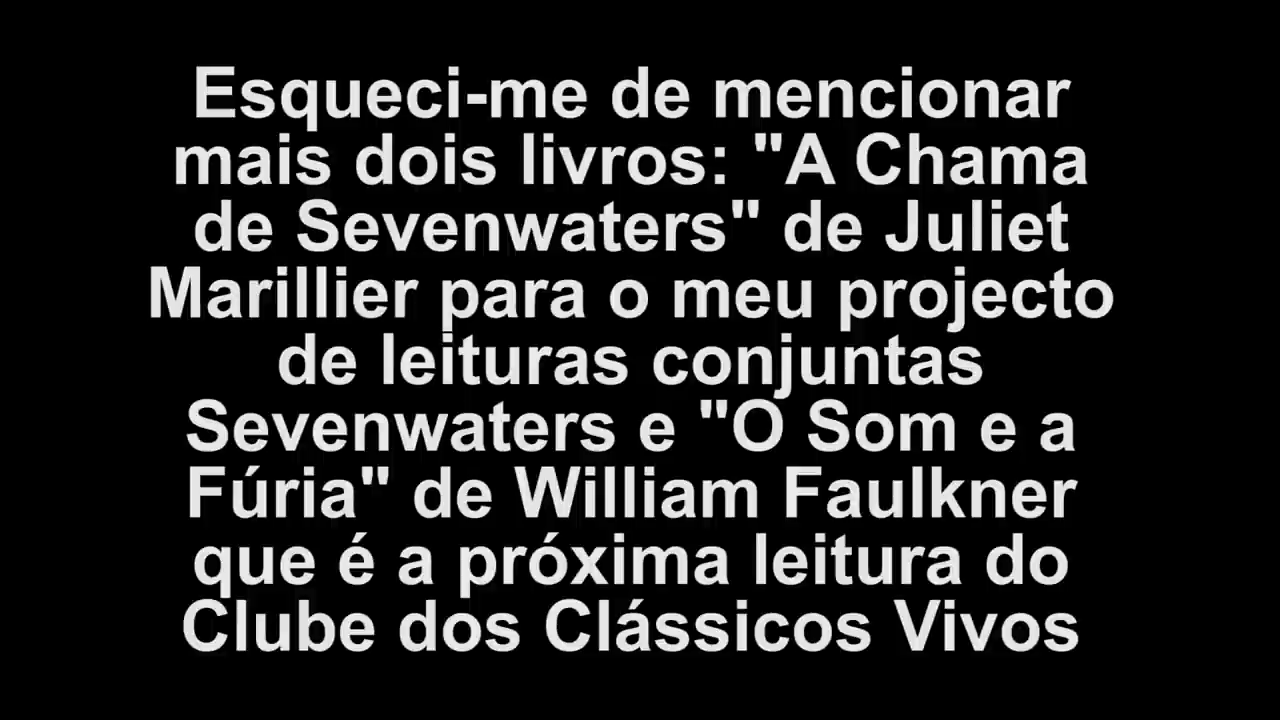 Esqueci-me de mencionar
mais dois livros: "A Chama
de Sevenwaters" de Juliet
Marillier para o meu projecto
de leituras conjuntas
Sevenwaters e "O Som e a
Fúria" de William Faulkner
que é a próxima leitura do
Clube dos Clássicos Vivos